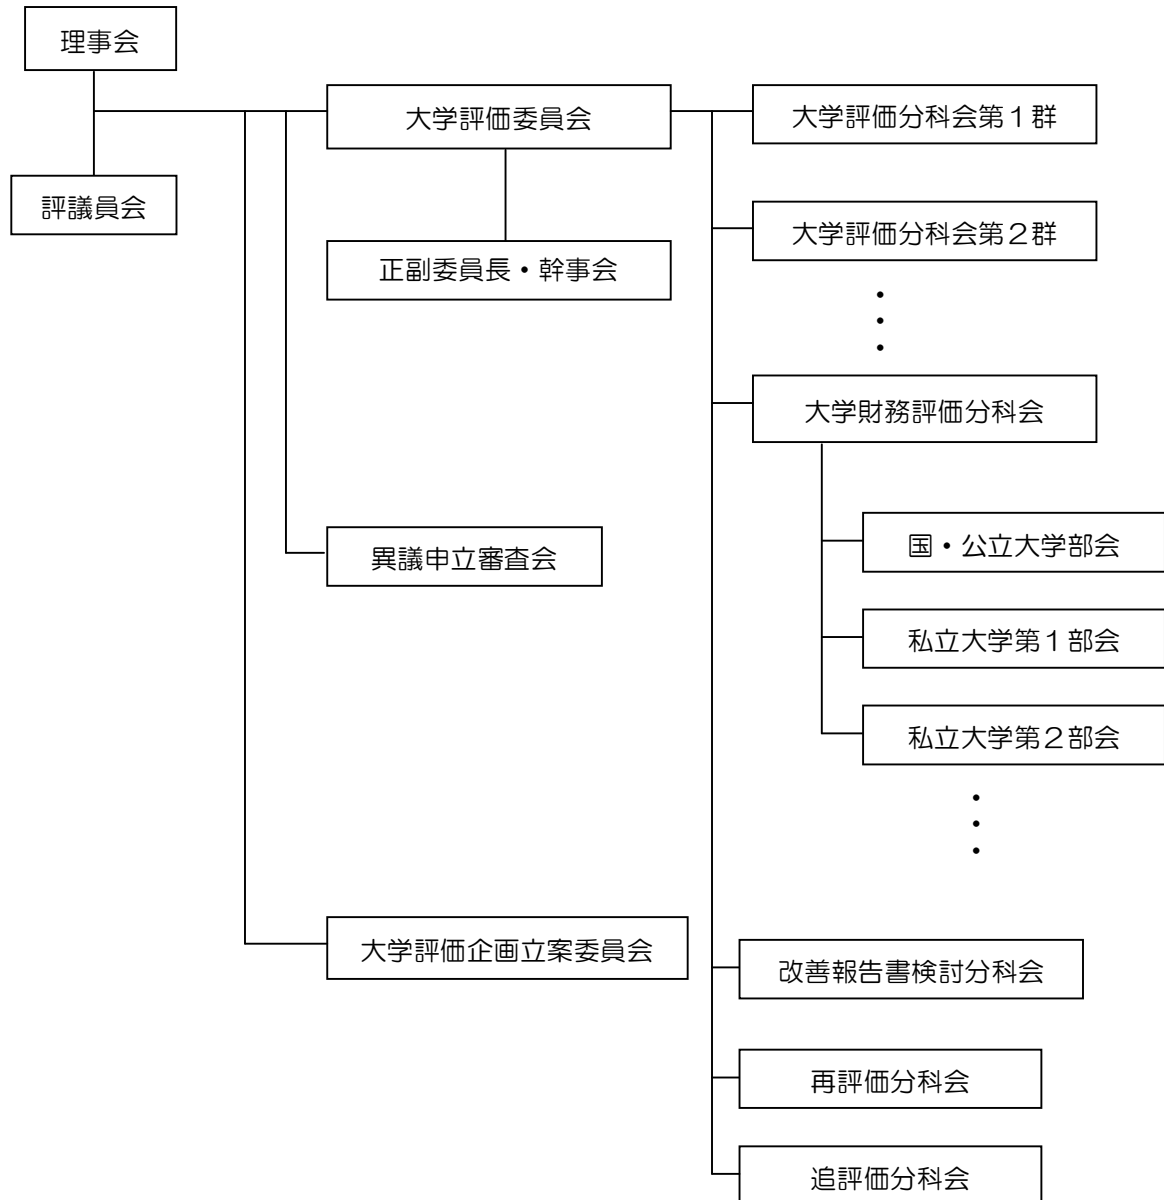 理事会
評議員会
大学評価委員会
正副委員長・幹事会
異議申立審査会
大学評価企画立案委員会
大学評価分科会第１群
大学評価分科会第２群
・
・
・
大学財務評価分科会
国・公立大学部会
私立大学第１部会
私立大学第２部会
・
・
・
改善報告書検討分科会
再評価分科会
追評価分科会